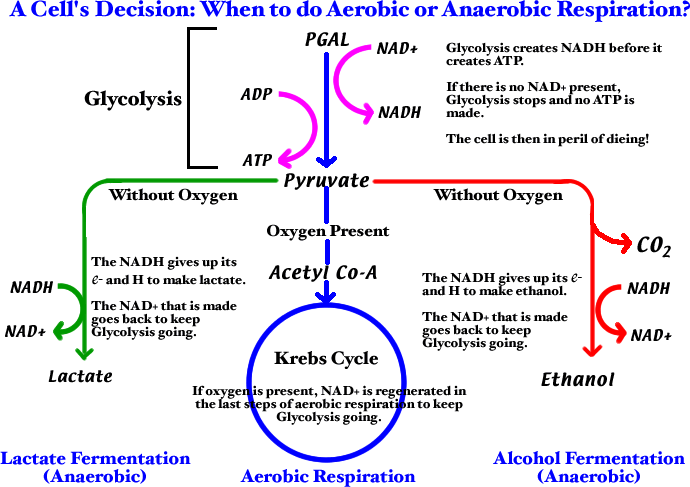 A Cell's Decision: When to do Aerobic or Anaerobic Respiration?
PGAL
NAD+
NADH
Glycolysis
ADP
ATP
Glycolysis creates NADH before it
creates ATP.
If there is no NAD+ present,
Glycolysis stops and no ATP is
made.
The cell is then in peril of dieing!
Pyruvate
Without Oxygen
Without Oxygen
Oxygen Present
Acetyl Co-A
CO2
The NADH gives up its
e- and H to make lactate.
The NAD+ that is made
goes back to keep
Glycolysis going.
NADH
NAD+
Lactate
The NADH gives up its e-
and H to make ethanol.
The NAD+ that is made
goes back to keep
Glycolysis going.
NADH
NAD+
Ethanol
Krebs Cycle
If oxygen is present, NAD+ is regenerated in
the last steps of aerobic respiration to keep
Glycolysis going.
Lactate Fermentation
(Anaerobic)
Aerobic Respiration
Alcohol Fermentation
(Anaerobic)